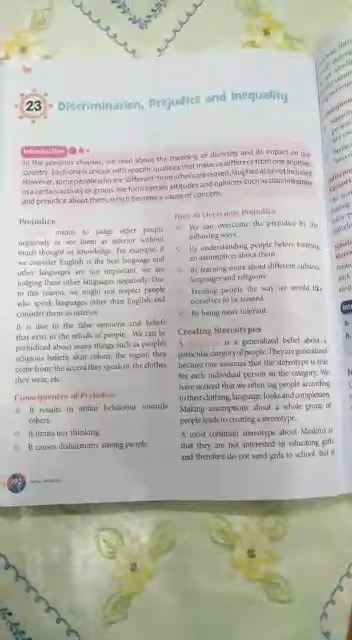 23
Discrimination, Prejudice and Inequality
Introduction
In the previous chapter, we read about the meaning of diversity and its impact on our
country. Each one is unique with specific qualities that make us different from one another.
However, some people who are 'different' from others are teased, laughed at or not included
in a certain activity or group. We form certain attitudes and opinions such as discrimination
and prejudice about them, which become a cause of concern.
Prejudice
means to judge other people
negatively or see them as inferior without
much thought or knowledge. For example, if
we consider English is the best language and
other languages are not important, we are
judging these other languages negatively. Due
to this reason, we might not respect people
who speak languages other than English and
consider them as inferior.
It is due to the false opinions and beliefs
that exist in the minds of people. We can be
prejudiced about many things such as people's
religious beliefs, skin colour, the region they
come from, the accent they speak in, the clothes
they wear, etc.
Consequences of Prejudice
It results in unfair behaviour towards
others.
It limits our thinking.
It causes disharmony among people.
How to Overcome Prejudice
We can overcome the prejudice by the
following ways:
By understanding people before forming
an assumption about them.
By learning more about different cultures,
languages and religions.
Treating people the way we would like
ourselves to be treated.
By being more tolerant.
Creating Stereotypes
A is a generalized belief about a
particular category of people. They are generalized
because one assumes that the stereotype is true
for each individual person in the category. We
have noticed that we often tag people according
to their clothing, language, looks and complexion.
Making assumptions about a whole group of
people leads to creating a stereotype.
A most common stereotype about Muslims is
that they are not interested in educating girls
and therefore do not send girls to school. But it
192